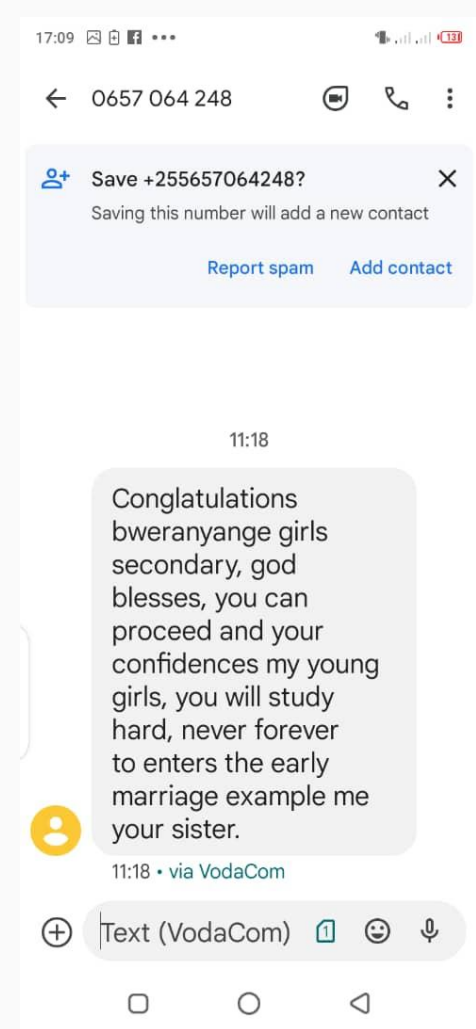 17:09
13
0657 064 248
Save +255657064248?
Saving this number will add a new contact
Report spam Add contact
11:18
Conglatulations
bweranyange girls
secondary, god
blesses, you can
proceed and your
confidences my young
girls, you will study
hard, never forever
to enters the early
marriage example me
your sister.
11:18 • via VodaCom
Text (VodaCom) 1